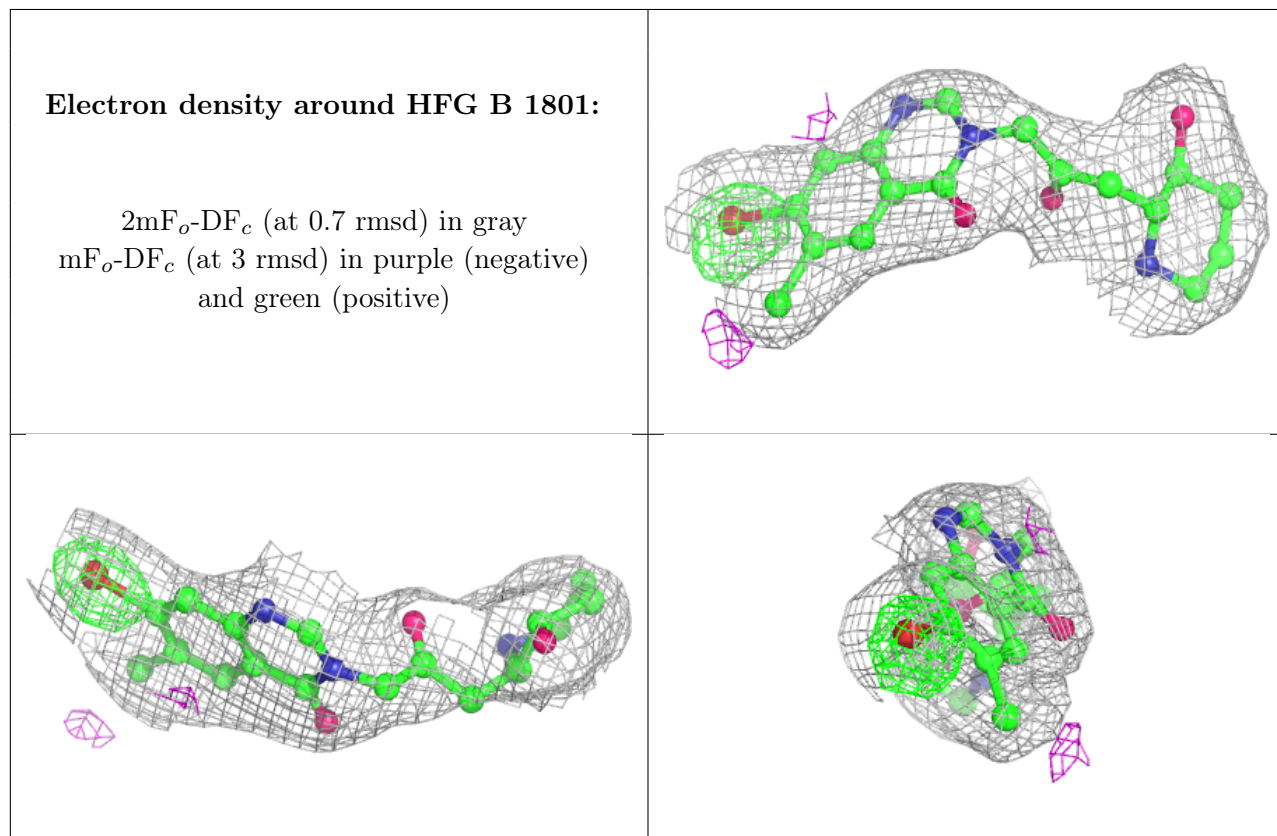 Electron density around HFG B 1801:
2mFo-DFc (at 0.7 rmsd) in gray
mFo-DFc (at 3 rmsd) in purple (negative)
and green (positive)